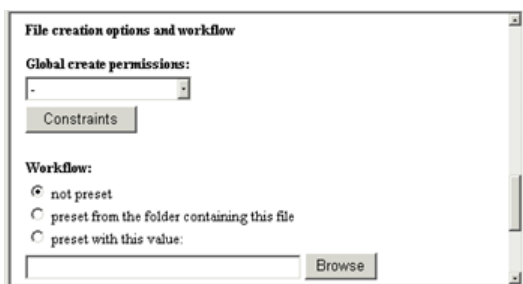 File creation options and workflow
Global create permissions:
-
Constraints
Workflow:
not preset
preset from the folder containing this file
preset with this value:
Browse